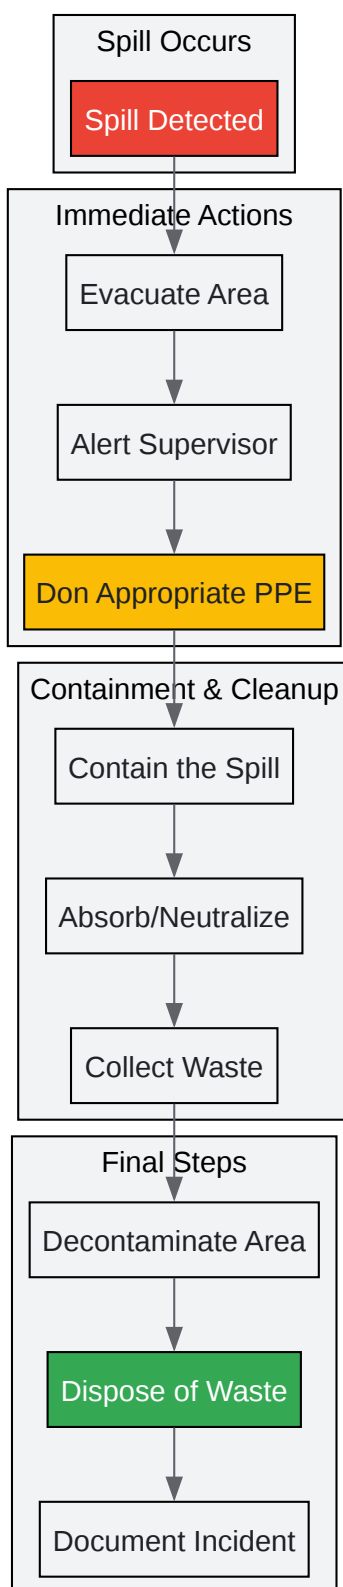 Spill Occurs
Spill Detected
Immediate Actions
Evacuate Area
Alert Supervisor
Don Appropriate PPE
Containment & Cleanup
Contain the Spill
Absorb/Neutralize
Collect Waste
Final Steps
Decontaminate Area
Dispose of Waste
Document Incident